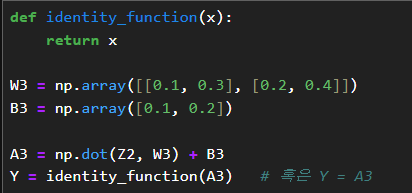 def identity_function(x):
    return x

W3 = np.array([[0.1, 0.3], [0.2, 0.4]])
B3 = np.array([0.1, 0.2])

A3 = np.dot(Z2, W3) + B3
Y = identity_function(A3)   # 혹은 Y = A3